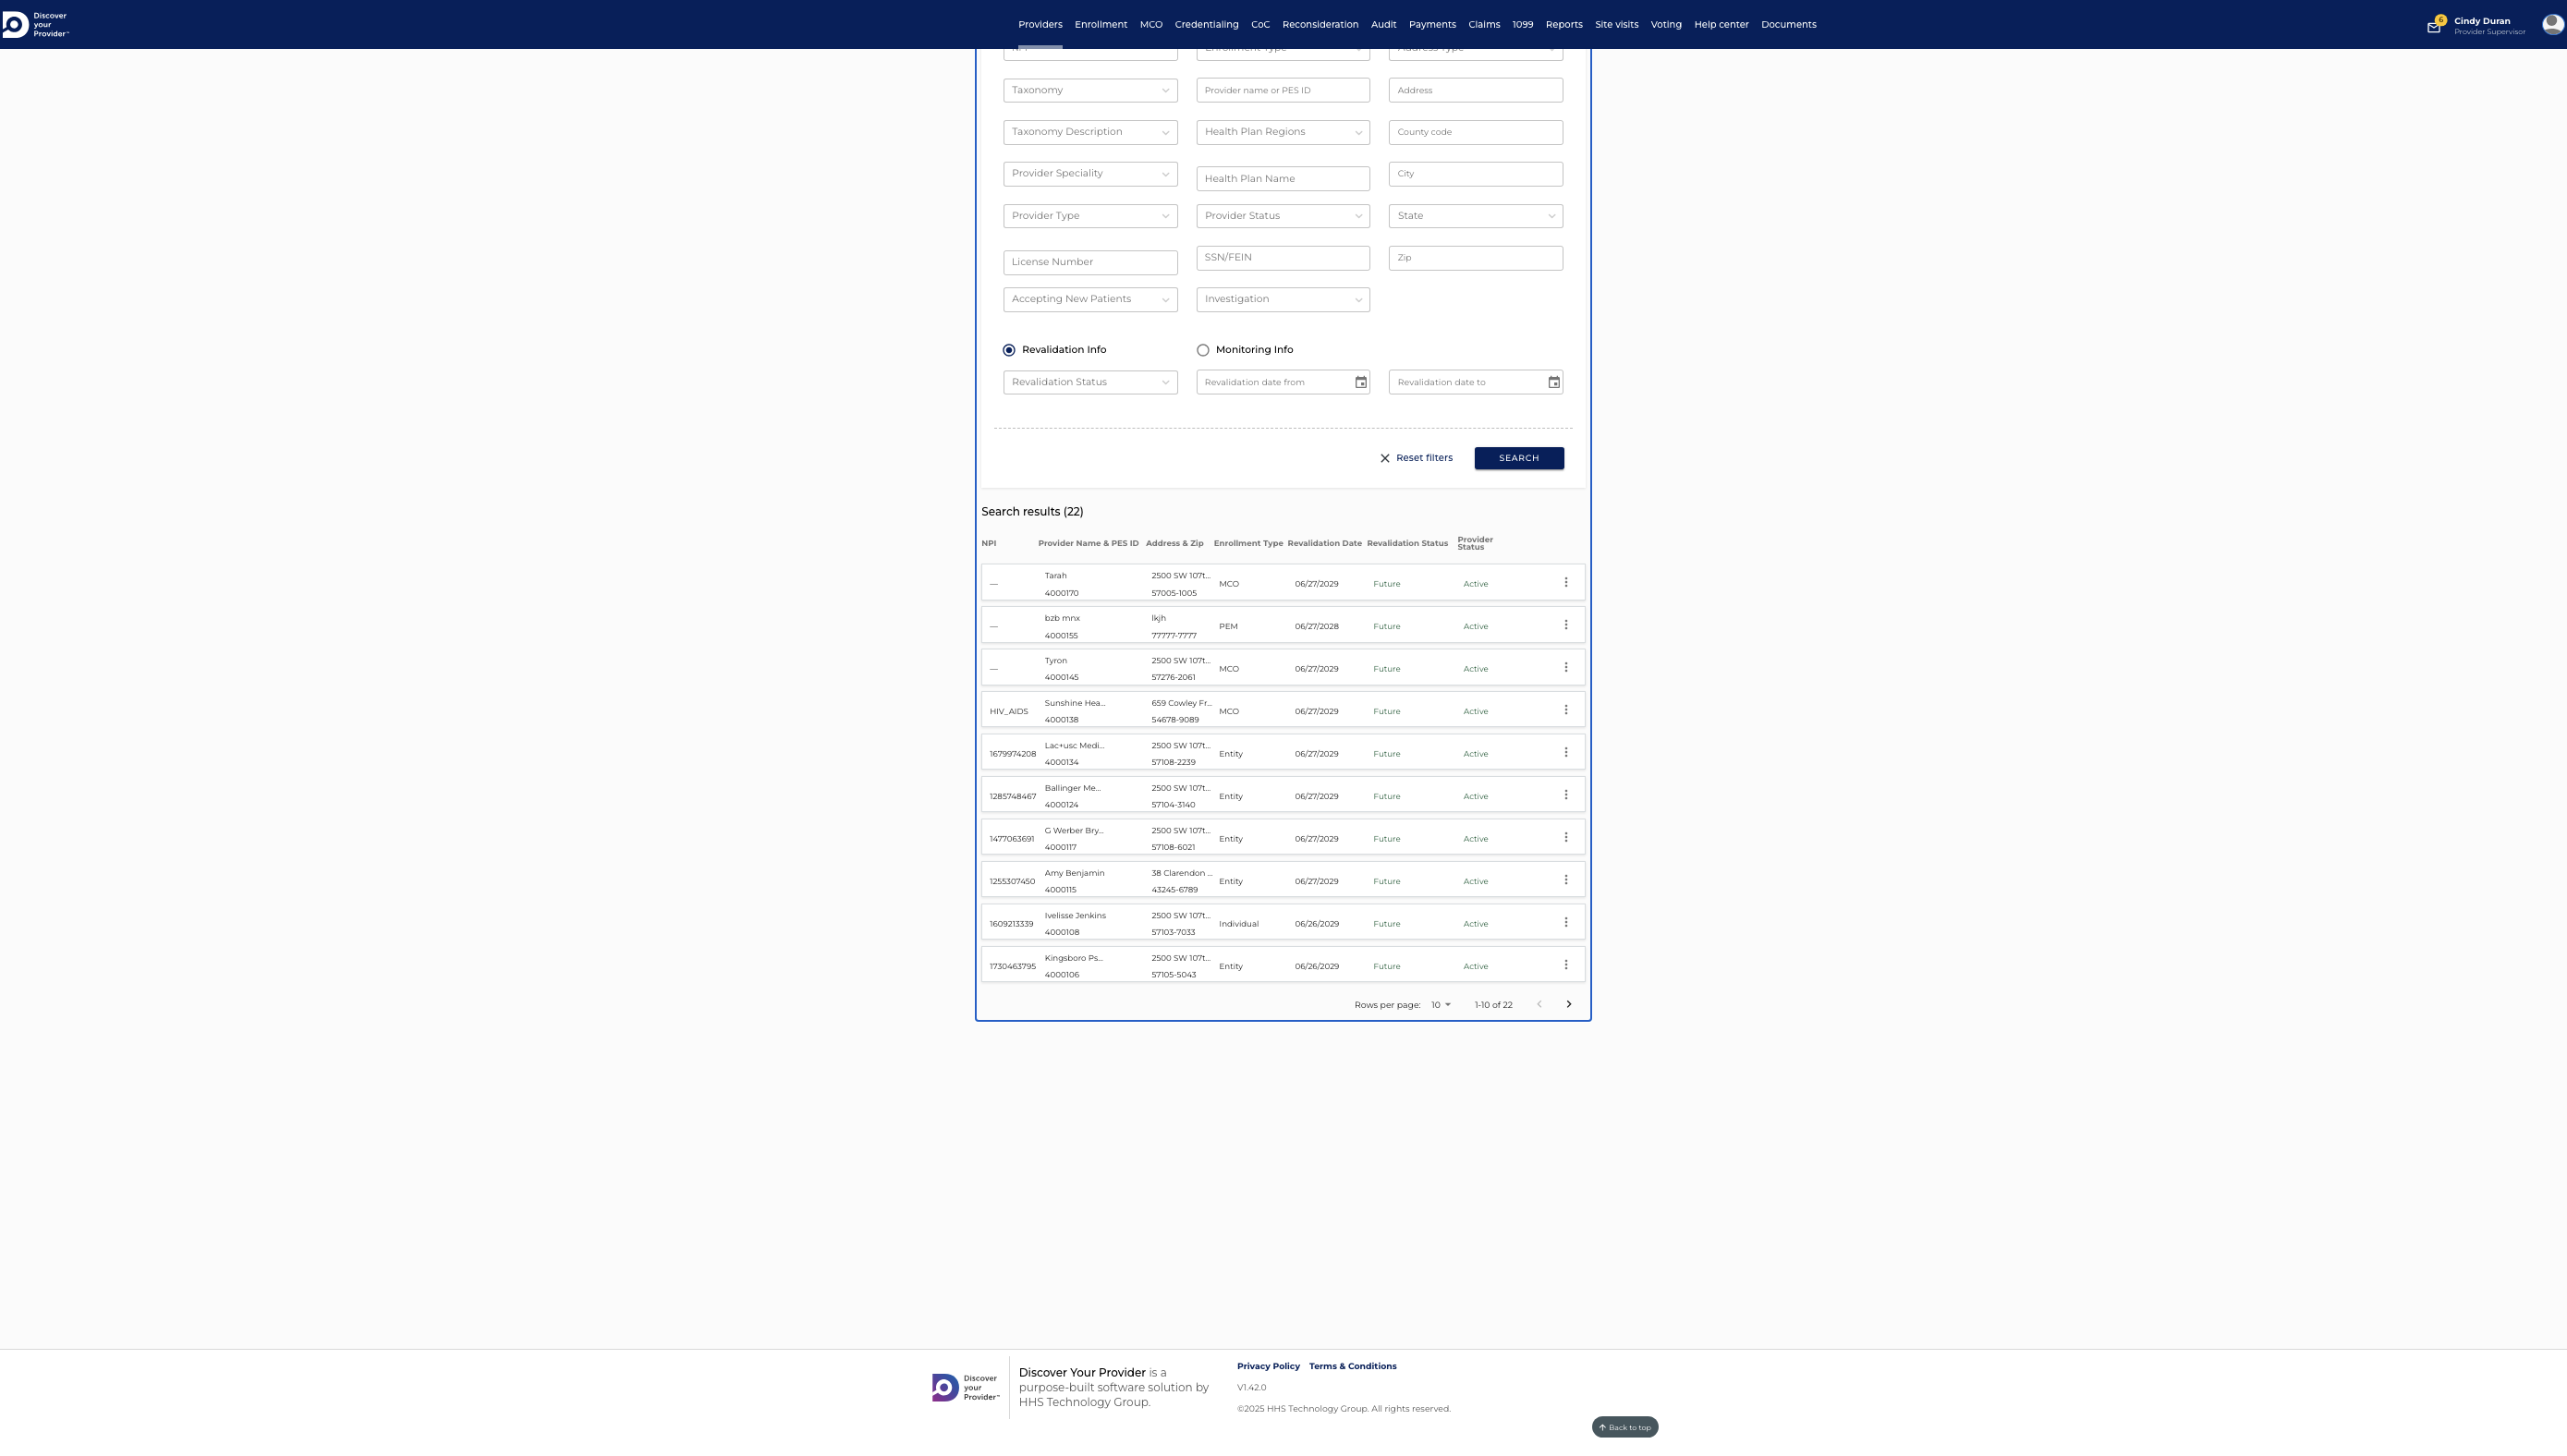 Discover
your
Provider™
Providers Enrollment MCO Credentialing CoC Reconsideration Audit Payments Claims 1099 Reports Site visits Voting Help center Documents
6
Cindy Duran
Provider Supervisor
Taxonomy
Provider name or PES ID
Address
Taxonomy Description
Health Plan Regions
County code
Provider Speciality
Health Plan Name
City
Provider Type
Provider Status
State
License Number
SSN/FEIN
Zip
Accepting New Patients
Investigation
Revalidation Info
Monitoring Info
Revalidation Status
Revalidation date from
Revalidation date to
Reset filters
SEARCH
Search results (22)
NPI Provider Name & PES ID Address & Zip Enrollment Type Revalidation Date Revalidation Status Provider Status
— Tarah 2500 SW 107t... MCO 06/27/2029 Future Active
4000170 57005-1005
— bzb mnx lkjh PEM 06/27/2028 Future Active
4000155 77777-7777
— Tyron 2500 SW 107t... MCO 06/27/2029 Future Active
4000145 57276-2061
HIV_AIDS Sunshine Hea... 659 Cowley Fr... MCO 06/27/2029 Future Active
4000138 54678-9089
1679974208 Lac+usc Medi... 2500 SW 107t... Entity 06/27/2029 Future Active
4000134 57108-2239
1285748467 Ballinger Me... 2500 SW 107t... Entity 06/27/2029 Future Active
4000124 57104-3140
1477063691 G Werber Bry... 2500 SW 107t... Entity 06/27/2029 Future Active
4000117 57108-6021
1255307450 Amy Benjamin 38 Clarendon ... Entity 06/27/2029 Future Active
4000115 43245-6789
1609213339 Ivelisse Jenkins 2500 SW 107t... Individual 06/26/2029 Future Active
4000108 57103-7033
1730463795 Kingsboro Ps... 2500 SW 107t... Entity 06/26/2029 Future Active
4000106 57105-5043
Rows per page: 10 1-10 of 22
Discover
your
Provider™
Discover Your Provider is a
purpose-built software solution by
HHS Technology Group.
Privacy Policy Terms & Conditions
V1.42.0
©2025 HHS Technology Group. All rights reserved.
Back to top